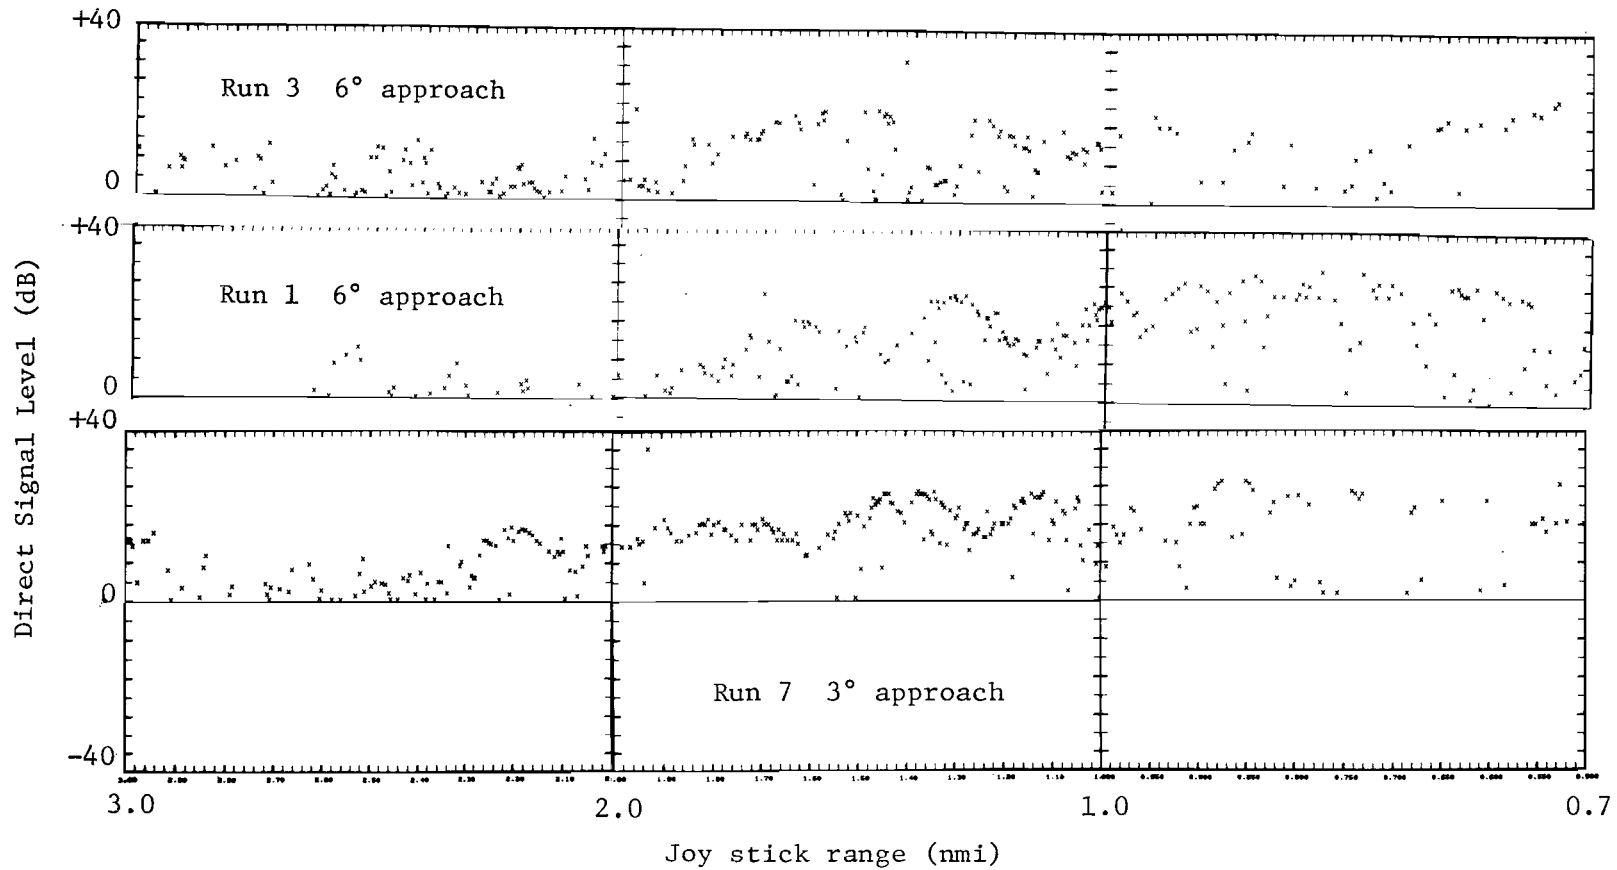 +40
Run 3 6° approach
0
+40
Run 1 6° approach
0
+40
0
Run 7 3° approach
-40
Direct Signal Level (dB)
3.0 2.0 1.0 0.7
Joy stick range (nmi)